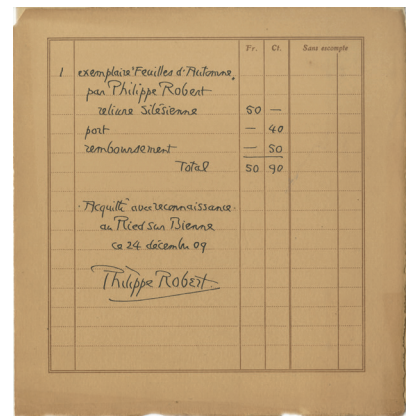 Fr. Ct. Sans escompte
1 exemplaire "Feuilles d'Automne"
par Philippe Robert
reliure Silésienne 50 —
port — 40
remboursement — 50
Total 50 90
Acquitté avec reconnaissance
au Ried sur Bienne
ce 24 décembre 09
Philippe Robert.